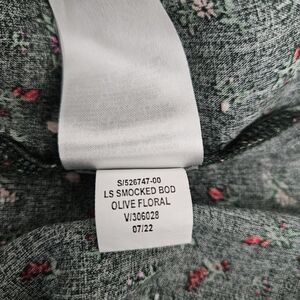 S/526747-00
LS SMOCKED BOD
OLIVE FLORAL
V/306028
07/22